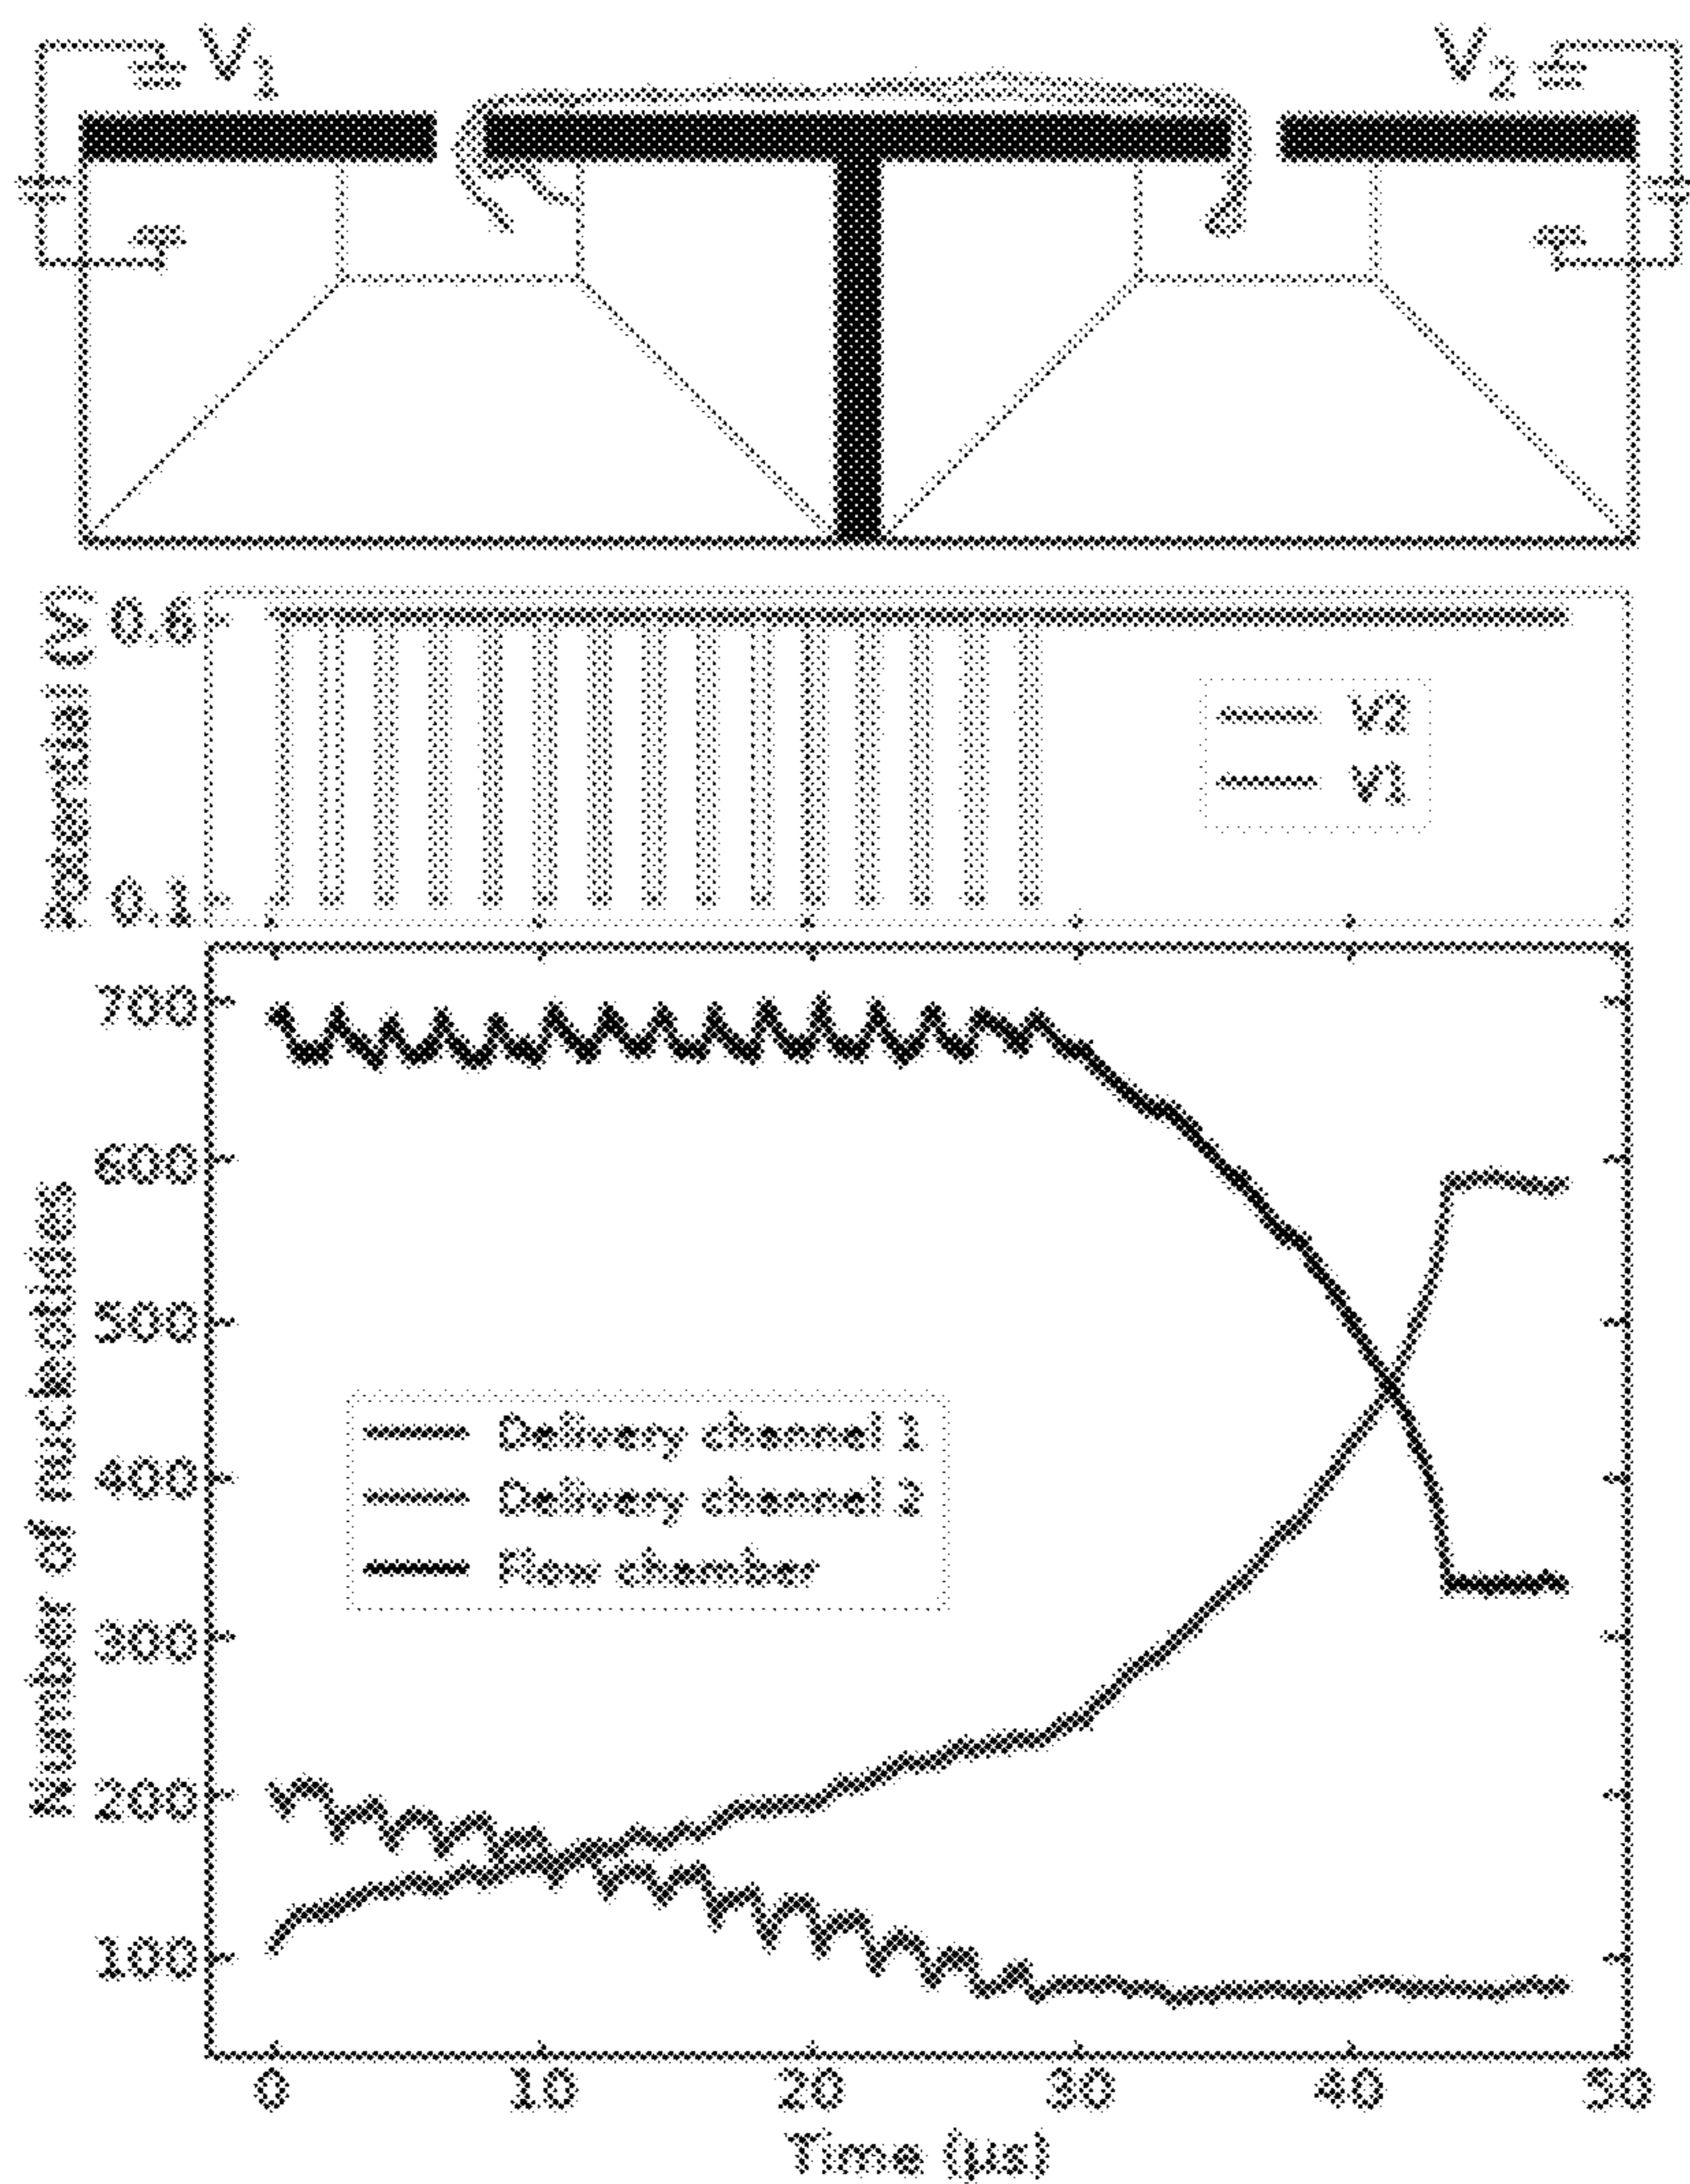 V1
V2
Potential (V)
0.6
0.1
V2
V1
Number of nucleotides
700
600
500
400
300
200
100
Delivery channel 1
Delivery channel 2
Flow chamber
0 10 20 30 40 50
Time (μs)